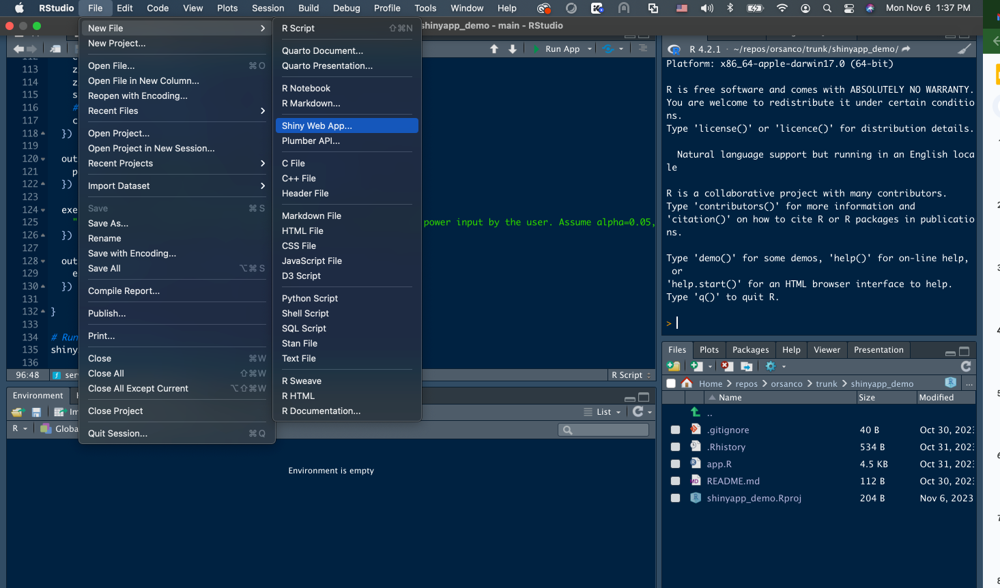 RStudio File Edit Code View Plots Session Build Debug Profile Tools Window Help Mon Nov 6 1:37 PM
shinyapp_demo - main - RStudio
New File
New Project...
Open File... ⌘O
Open File in New Column...
Reopen with Encoding...
Recent Files
Open Project...
Open Project in New Session...
Recent Projects
Import Dataset
Save ⌘S
Save As...
Rename
Save with Encoding...
Save All ⌥⌘S
Compile Report...
Publish...
Print...
Close ⌘W
Close All ⇧⌘W
Close All Except Current ⌥⇧⌘W
Close Project
Quit Session... ⌘Q
R Script ⇧⌘N
Quarto Document...
Quarto Presentation...
R Notebook
R Markdown...
Shiny Web App...
Plumber API...
C File
C++ File
Header File
Markdown File
HTML File
CSS File
JavaScript File
D3 Script
Python Script
Shell Script
SQL Script
Stan File
Text File
R Sweave
R HTML
R Documentation...
Run App
113 z
114 z
115 s
116 #
117 c
118 })
119
120 out
121 p
122 })
123
124 exe
125 " power input by the user. Assume alpha=0.05,
126 })
127
128 out
129 e
130 })
131
132 }
133
134 # Run
135 shiny
136
96:48 ser R Script
Environment
Im List
R Globa
Environment is empty
R 4.2.1 · ~/repos/orsanco/trunk/shinyapp_demo/
Platform: x86_64-apple-darwin17.0 (64-bit)
R is free software and comes with ABSOLUTELY NO WARRANTY.
You are welcome to redistribute it under certain conditio
ns.
Type 'license()' or 'licence()' for distribution details.
Natural language support but running in an English loca
le
R is a collaborative project with many contributors.
Type 'contributors()' for more information and
'citation()' on how to cite R or R packages in publicatio
ns.
Type 'demo()' for some demos, 'help()' for on-line help,
or
'help.start()' for an HTML browser interface to help.
Type 'q()' to quit R.
>
Files Plots Packages Help Viewer Presentation
Home repos orsanco trunk shinyapp_demo ...
Name Size Modified
..
.gitignore 40 B Oct 30, 2023
.Rhistory 534 B Oct 31, 2023
app.R 4.5 KB Oct 31, 2023
README.md 112 B Oct 30, 2023
shinyapp_demo.Rproj 204 B Nov 6, 2023